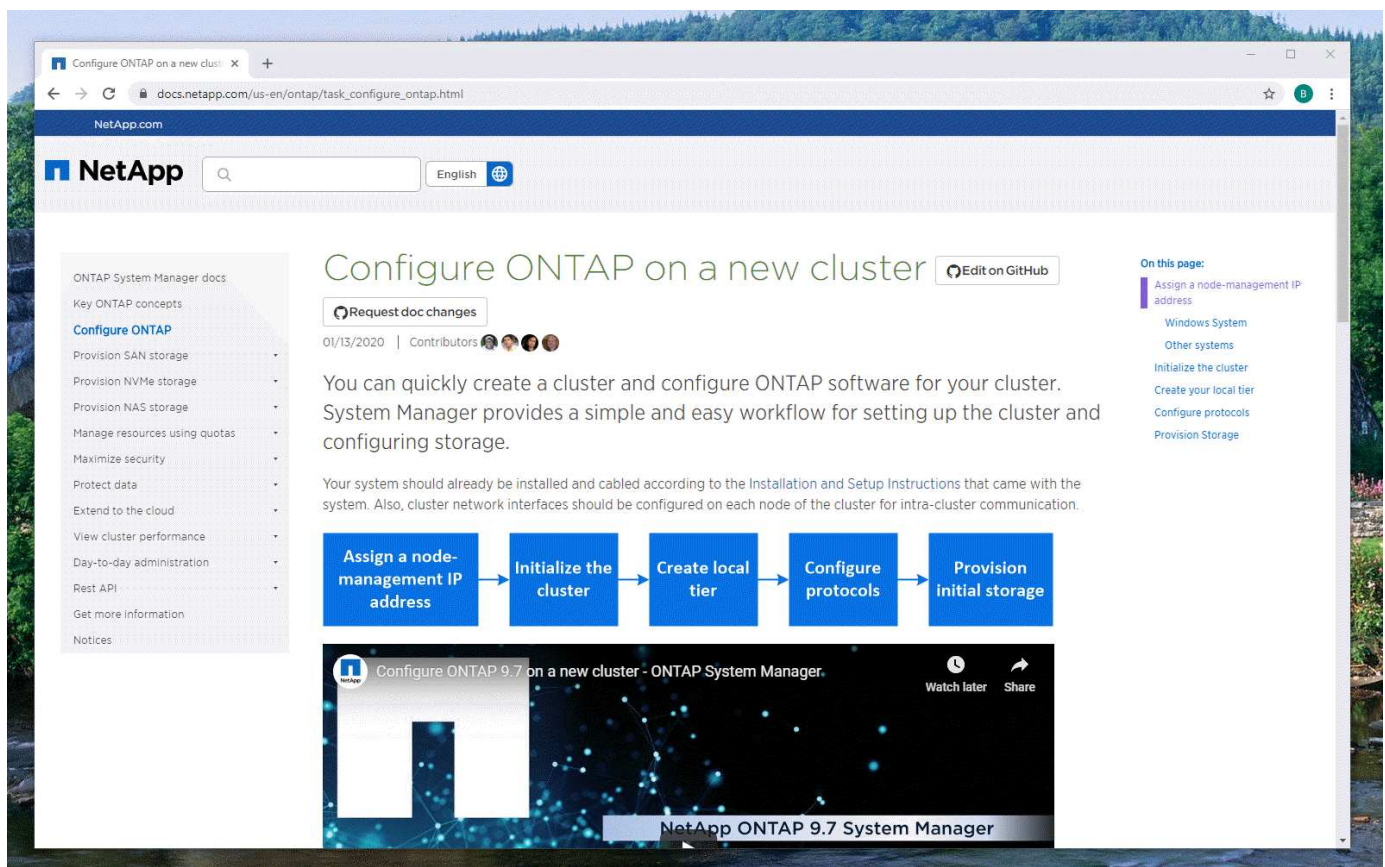 Configure ONTAP on a new clust
docs.netapp.com/us-en/ontap/task_configure_ontap.html
B
NetApp.com
NetApp
English
ONTAP System Manager docs
Key ONTAP concepts
Configure ONTAP
Provision SAN storage
Provision NVMe storage
Provision NAS storage
Manage resources using quotas
Maximize security
Protect data
Extend to the cloud
View cluster performance
Day-to-day administration
Rest API
Get more information
Notices
Configure ONTAP on a new cluster
Edit on GitHub
Request doc changes
01/13/2020 | Contributors
You can quickly create a cluster and configure ONTAP software for your cluster.
System Manager provides a simple and easy workflow for setting up the cluster and
configuring storage.
Your system should already be installed and cabled according to the Installation and Setup Instructions that came with the
system. Also, cluster network interfaces should be configured on each node of the cluster for intra-cluster communication.
Assign a node-
management IP
address
Initialize the
cluster
Create local
tier
Configure
protocols
Provision
initial storage
NetApp
Configure ONTAP 9.7 on a new cluster - ONTAP System Manager
Watch later
Share
NetApp ONTAP 9.7 System Manager
On this page:
Assign a node-management IP
address
Windows System
Other systems
Initialize the cluster
Create your local tier
Configure protocols
Provision Storage